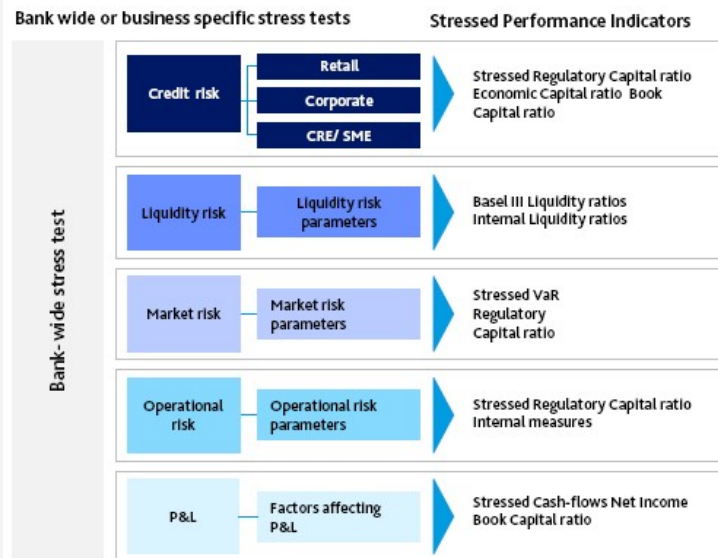 Bank wide or business specific stress tests
Stressed Performance Indicators
Bank- wide stress test
Credit risk
Retail
Corporate
CRE/ SME
Stressed Regulatory Capital ratio
Economic Capital ratio Book
Capital ratio
Liquidity risk
Liquidity risk
parameters
Basel III Liquidity ratios
Internal Liquidity ratios
Market risk
Market risk
parameters
Stressed VaR
Regulatory
Capital ratio
Operational
risk
Operational risk
parameters
Stressed Regulatory Capital ratio
Internal measures
P&L
Factors affecting
P&L
Stressed Cash-flows Net Income
Book Capital ratio